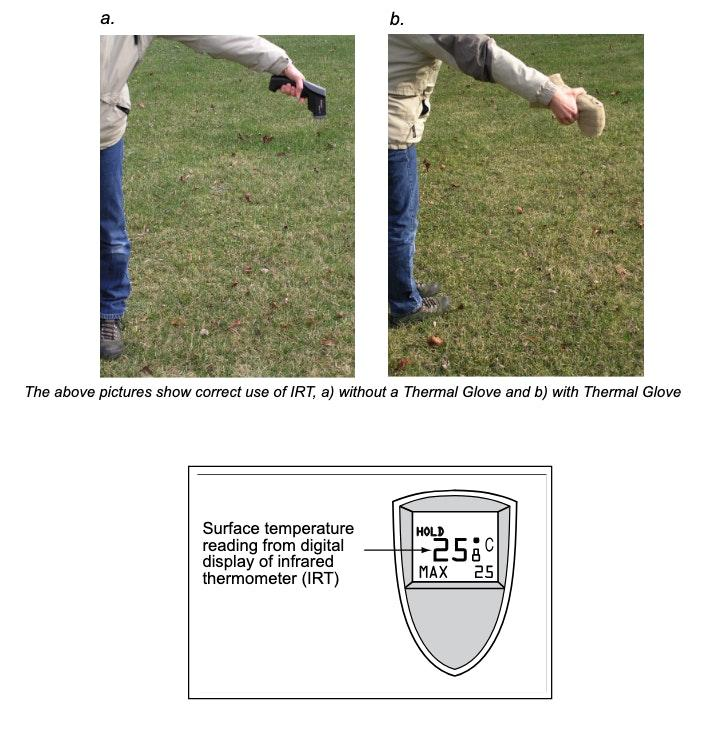 a.
b.
The above pictures show correct use of IRT, a) without a Thermal Glove and b) with Thermal Glove
Surface temperature
reading from digital
display of infrared
thermometer (IRT)
HOLD
25.8 C
MAX 25